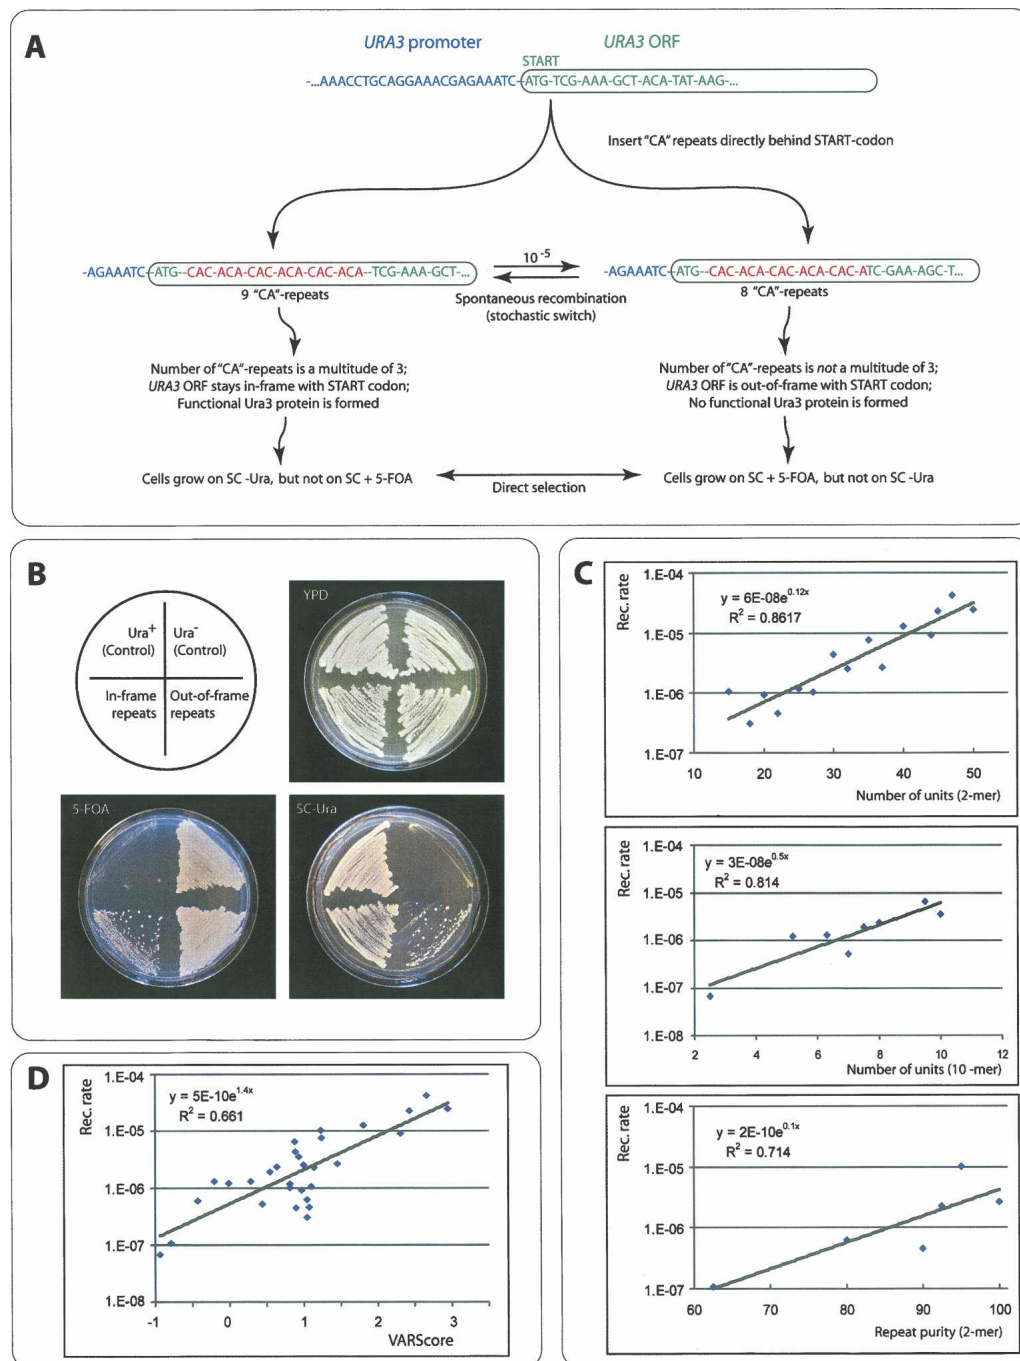 A
URA3 promoter
URA3 ORF
START
-...AAACCTGCAGGAAACGAGAAATC-ATG-TCG-AAA-GCT-ACA-TAT-AAG-...
Insert "CA" repeats directly behind START-codon
-AGAAATC-ATG--CAC-ACA-CAC-ACA-CAC-ACA--TCG-AAA-GCT-...
9 "CA"-repeats
10-5
Spontaneous recombination
(stochastic switch)
-AGAAATC-ATG--CAC-ACA-CAC-ACA-CAC-ATC-GAA-AGC-T...
8 "CA"-repeats
Number of "CA"-repeats is a multitude of 3;
URA3 ORF stays in-frame with START codon;
Functional Ura3 protein is formed
Number of "CA"-repeats is not a multitude of 3;
URA3 ORF is out-of-frame with START codon;
No functional Ura3 protein is formed
Cells grow on SC -Ura, but not on SC + 5-FOA
Direct selection
Cells grow on SC + 5-FOA, but not on SC -Ura
B
Ura+
(Control)
Ura-
(Control)
In-frame
repeats
Out-of-frame
repeats
YPD
5-FOA
SC-Ura
C
Rec. rate
1.E-04
1.E-05
1.E-06
1.E-07
y = 6E-08e0.12x
R2 = 0.8617
10 20 30 40 50
Number of units (2-mer)
Rec. rate
1.E-04
1.E-05
1.E-06
1.E-07
1.E-08
y = 3E-08e0.5x
R2 = 0.814
2 4 6 8 10 12
Number of units (10 -mer)
Rec. rate
1.E-04
1.E-05
1.E-06
1.E-07
y = 2E-10e0.1x
R2 = 0.714
60 70 80 90 100
Repeat purity (2-mer)
D
Rec. rate
1.E-04
1.E-05
1.E-06
1.E-07
1.E-08
y = 5E-10e1.4x
R2 = 0.661
-1 0 1 2 3
VARScore